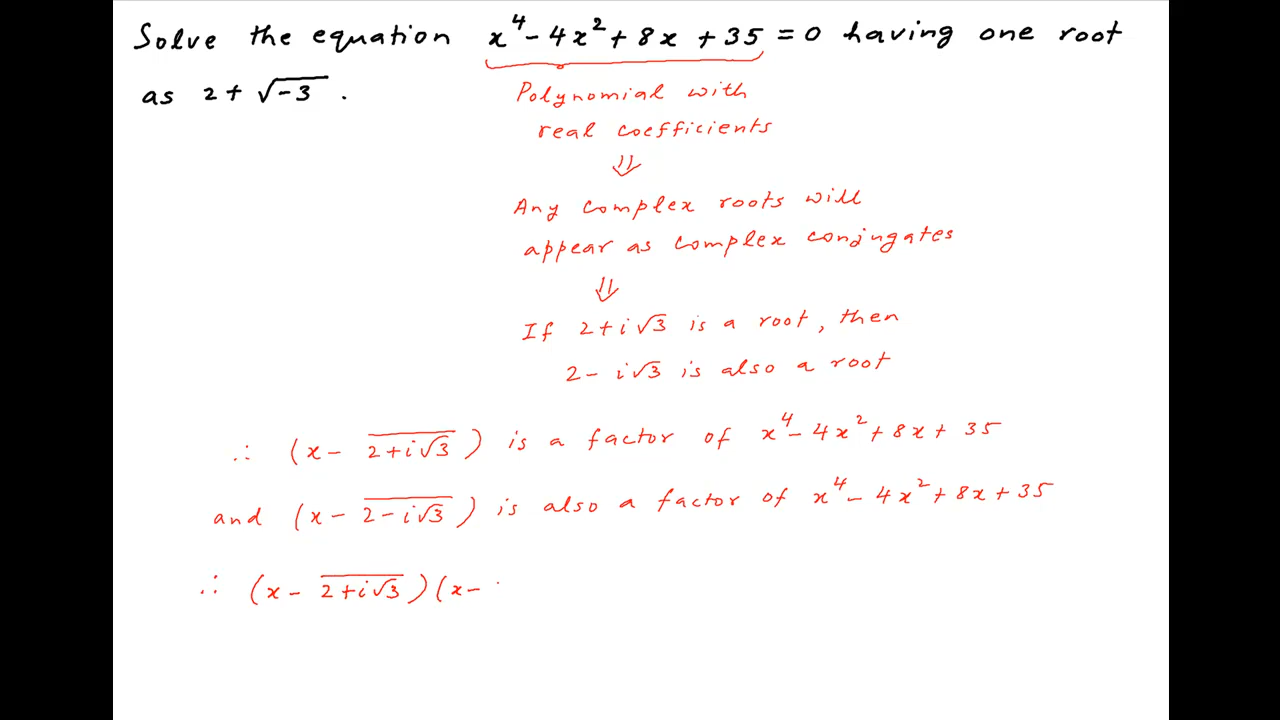 Solve the equation x⁴ - 4x² + 8x + 35 = 0 having one root
as 2 + √-3 .
Polynomial with
real coefficients
⇓
Any complex roots will
appear as complex conjugates
⇓
If 2 + i√3 is a root, then
2 - i√3 is also a root
∴ (x - 2̅ ̅+̅ ̅i̅√̅3̅) is a factor of x⁴ - 4x² + 8x + 35
and (x - 2̅ ̅-̅ ̅i̅√̅3̅) is also a factor of x⁴ - 4x² + 8x + 35
∴ (x - 2̅ ̅+̅ ̅i̅√̅3̅) (x -